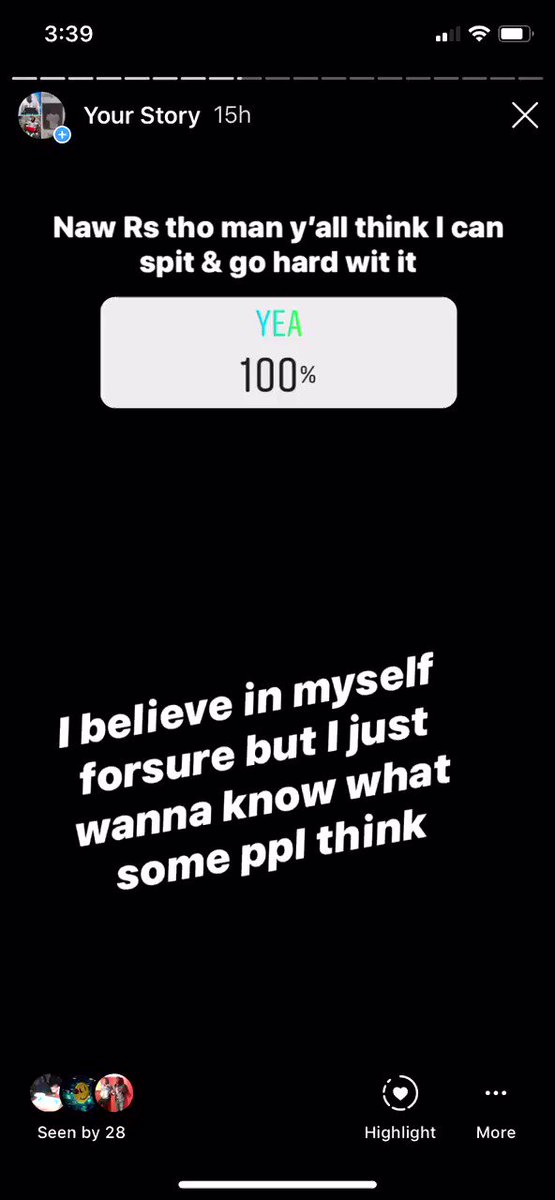 3:39
Your Story 15h
Naw Rs tho man y’all think I can
spit & go hard wit it
YEA
100%
I believe in myself
forsure but I just
wanna know what
some ppl think
Seen by 28
Highlight
More